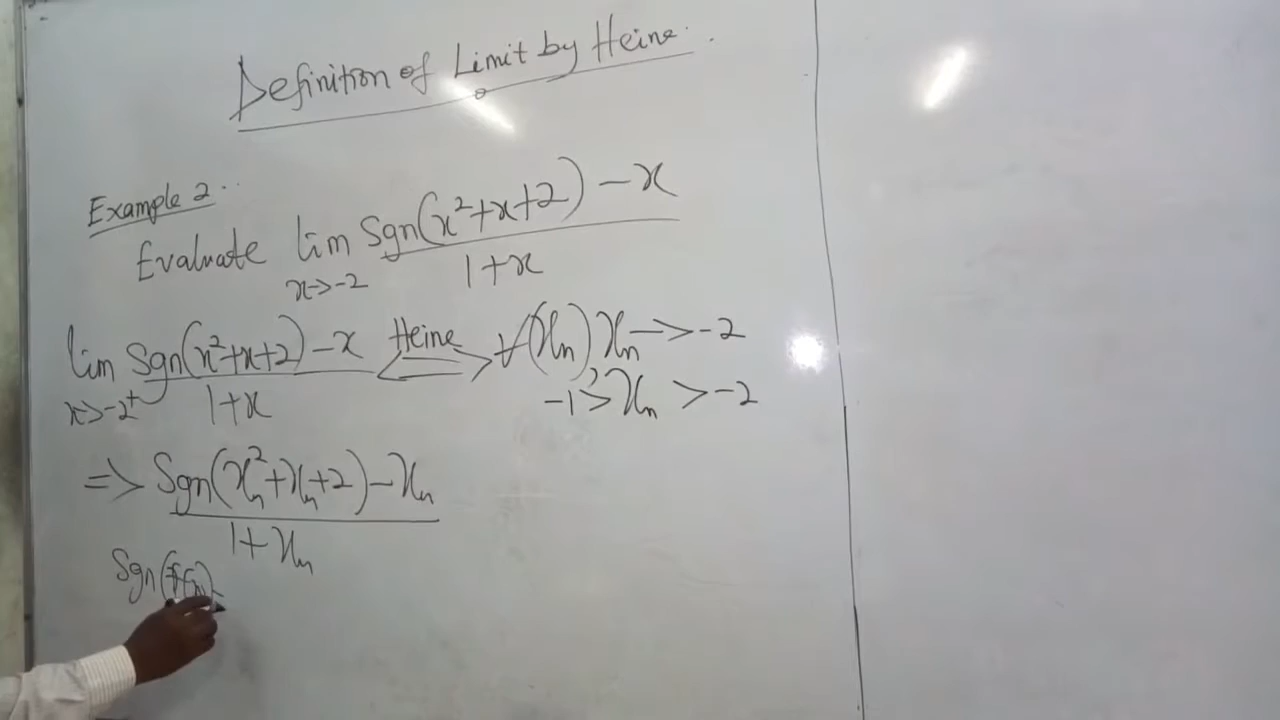 Definition of Limit by Heine.
Example 2..
Evaluate lim Sgn(x²+x+2) - x
x->-2 1+x
lim Sgn(x²+x+2) - x <=Heine=> ∀(xₙ) xₙ -> -2
x->-2⁺ 1+x -1 > xₙ > -2
=> Sgn(xₙ²+xₙ+2) - xₙ
1+xₙ
Sgn(